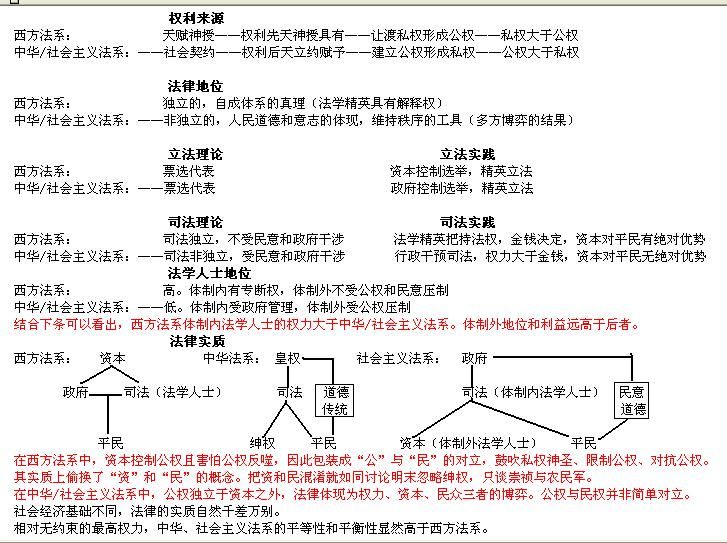 权利来源
西方法系： 天赋神授——权利先天神授具有——让渡私权形成公权——私权大于公权
中华/社会主义法系：——社会契约——权利后天立约赋予——建立公权形成私权——公权大于私权
法律地位
西方法系： 独立的，自成体系的真理（法学精英具有解释权）
中华/社会主义法系：——非独立的，人民道德和意志的体现，维持秩序的工具（多方博弈的结果）
立法理论 立法实践
西方法系： 票选代表 资本控制选举，精英立法
中华/社会主义法系：——票选代表 政府控制选举，精英立法
司法理论 司法实践
西方法系： 司法独立，不受民意和政府干涉 法学精英把持法权，金钱决定，资本对平民有绝对优势
中华/社会主义法系：——司法非独立，受民意和政府干涉 行政干预司法，权力大于金钱，资本对平民无绝对优势
法学人士地位
西方法系： 高。体制内有专断权，体制外不受公权和民意压制
中华/社会主义法系：——低。体制内受政府管理，体制外受公权压制
结合下条可以看出，西方法系体制内法学人士的权力大于中华/社会主义法系。体制外地位和利益远高于后者。
法律实质
西方法系： 资本 中华法系： 皇权 社会主义法系： 政府
政府 司法（法学人士） 司法 道德 司法（体制内法学人士） 民意
传统 道德
平民 绅权 平民 资本（体制外法学人士） 平民
在西方法系中，资本控制公权且害怕公权反噬，因此包装成“公”与“民”的对立，鼓吹私权神圣、限制公权、对抗公权。
其实质上偷换了“资”和“民”的概念。把资和民混淆就如同讨论明末忽略绅权，只谈崇祯与农民军。
在中华/社会主义法系中，公权独立于资本之外，法律体现为权力、资本、民众三者的博弈。公权与民权并非简单对立。
社会经济基础不同，法律的实质自然千差万别。
相对无约束的最高权力，中华、社会主义法系的平等性和平衡性显然高于西方法系。